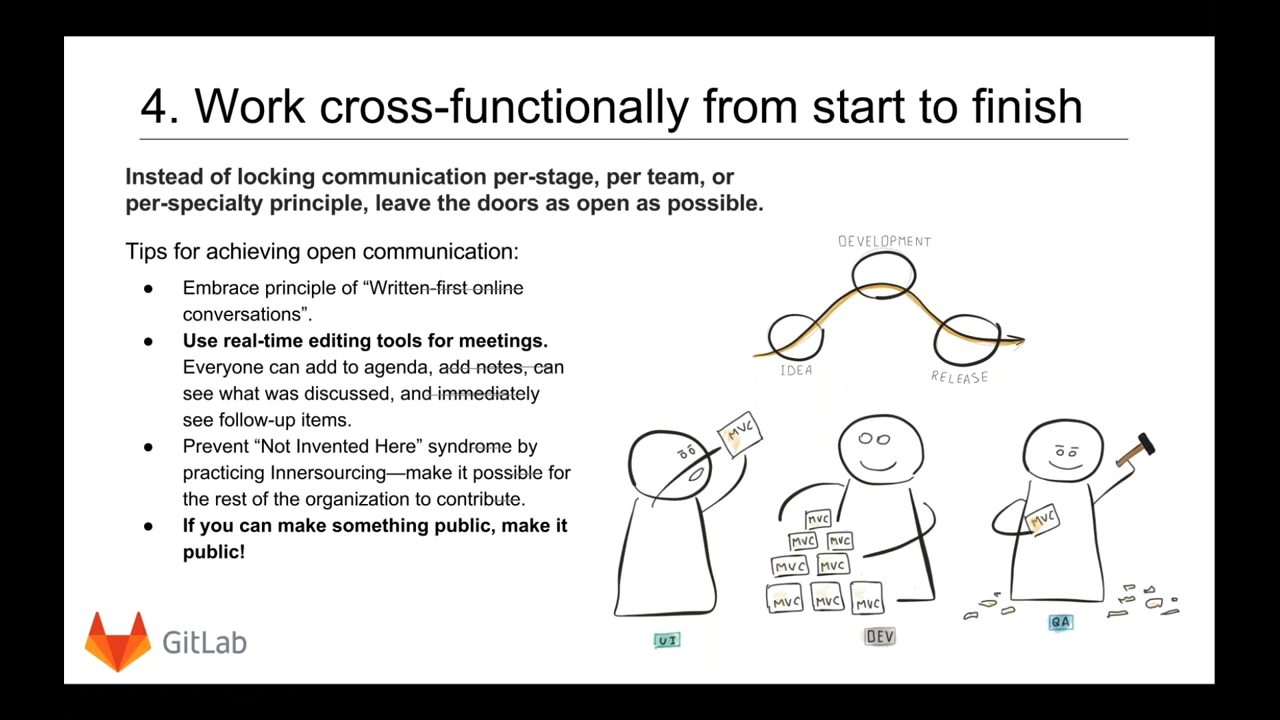 4. Work cross-functionally from start to finish
Instead of locking communication per-stage, per team, or
per-specialty principle, leave the doors as open as possible.
Tips for achieving open communication:
● Embrace principle of “Written-first online
conversations”.
● Use real-time editing tools for meetings.
Everyone can add to agenda, add notes, can
see what was discussed, and immediately
see follow-up items.
● Prevent “Not Invented Here” syndrome by
practicing Innersourcing—make it possible for
the rest of the organization to contribute.
● If you can make something public, make it
public!
DEVELOPMENT
IDEA
RELEASE
MVC
MVC
MVC MVC
MVC MVC
MVC MVC MVC
MVC
UI
DEV
QA
GitLab